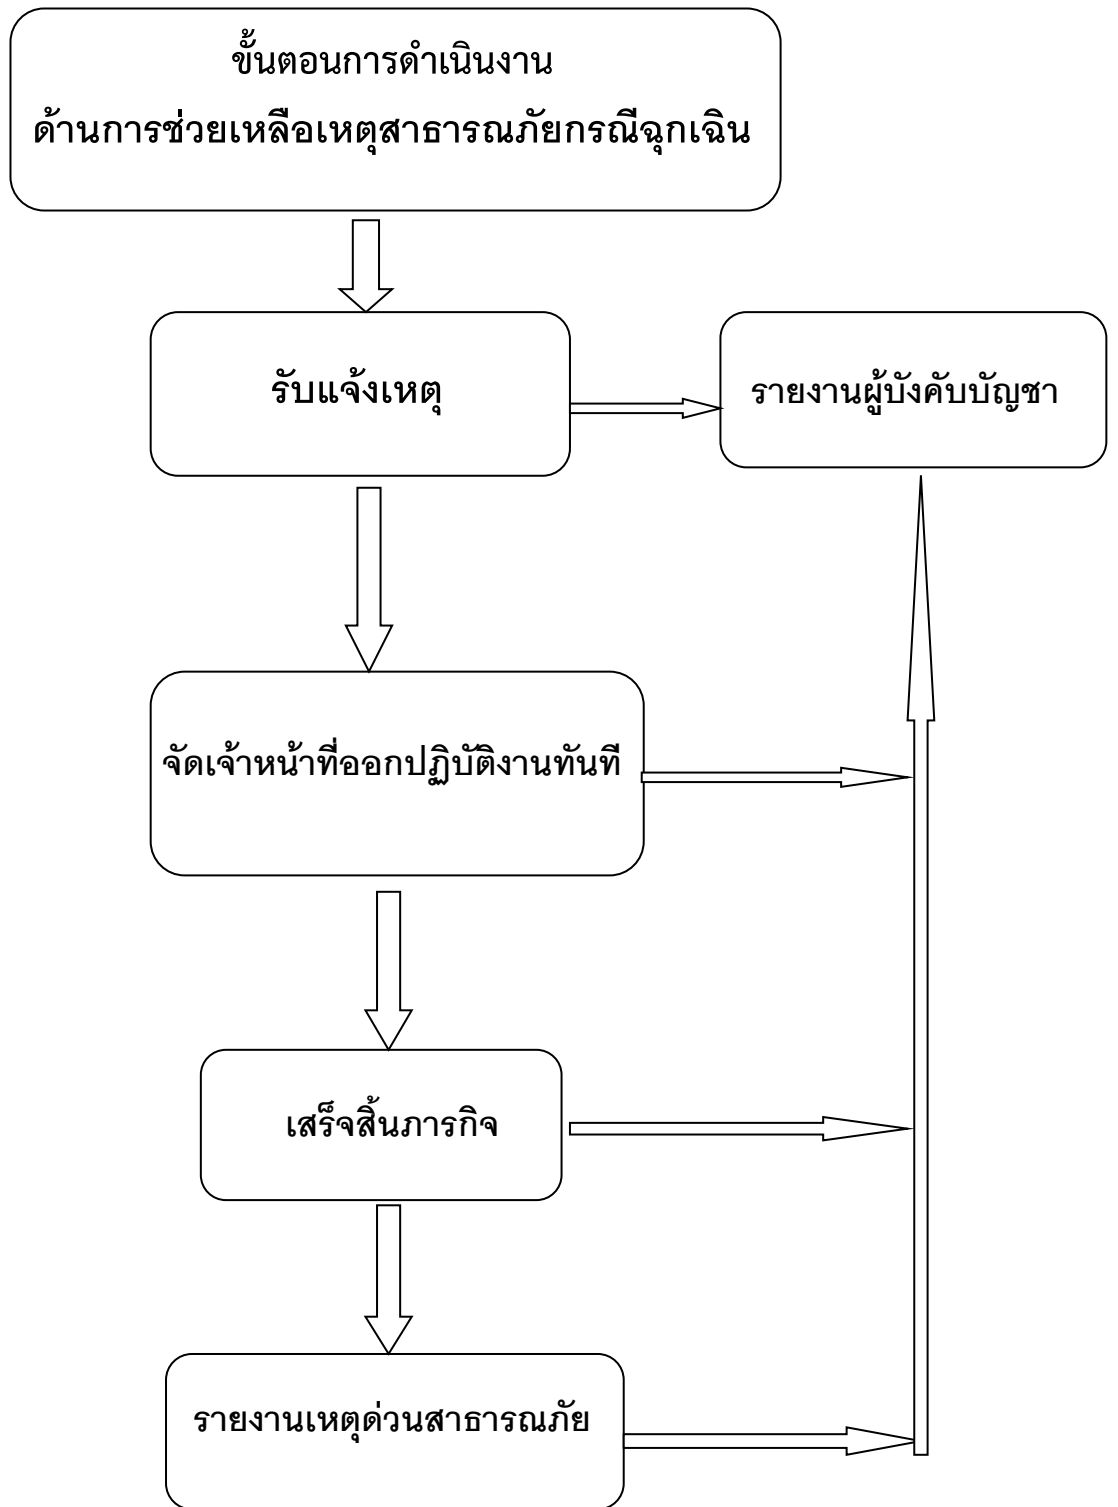 ขั้นตอนการดำเนินงาน
ด้านการช่วยเหลือเหตุสาธารณภัยกรณีฉุกเฉิน
รับแจ้งเหตุ
รายงานผู้บังคับบัญชา
จัดเจ้าหน้าที่ออกปฏิบัติงานทันที
เสร็จสิ้นภารกิจ
รายงานเหตุด่วนสาธารณภัย